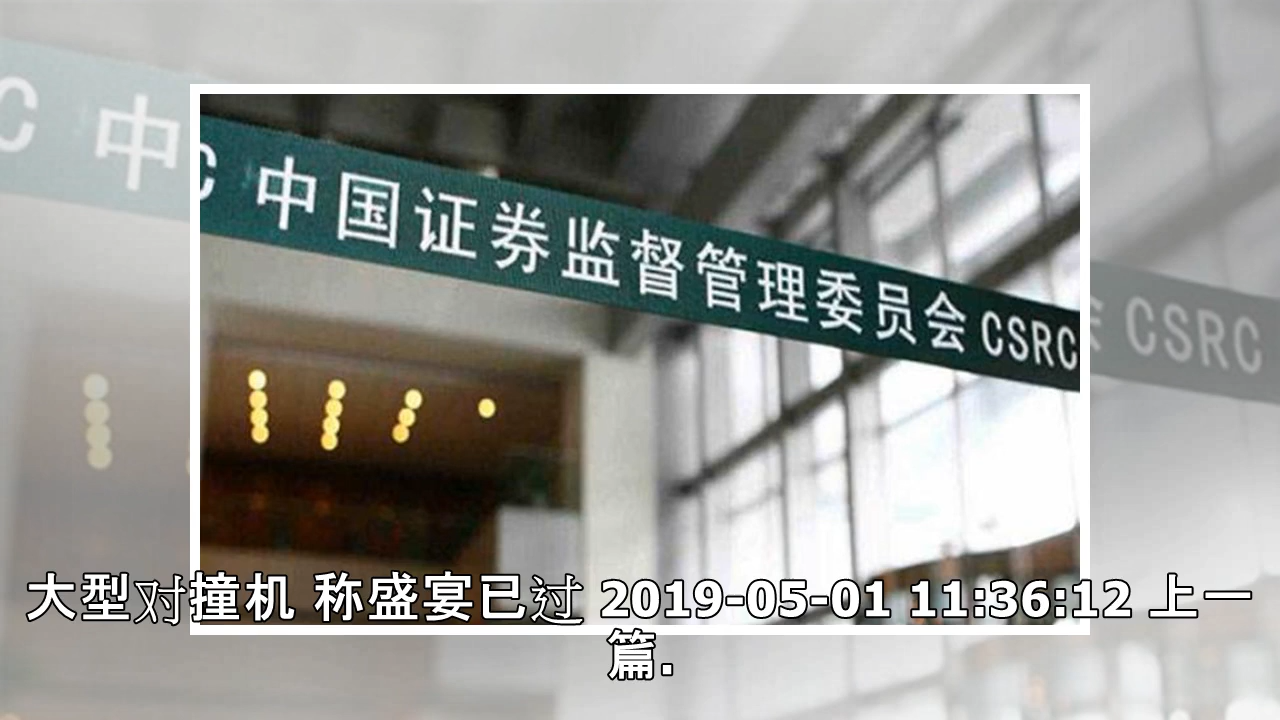 C 中国证券监督管理委员会 CSRC
C 中
会 CSRC
大型对撞机 称盛宴已过 2019-05-01 11:36:12 上一
篇.